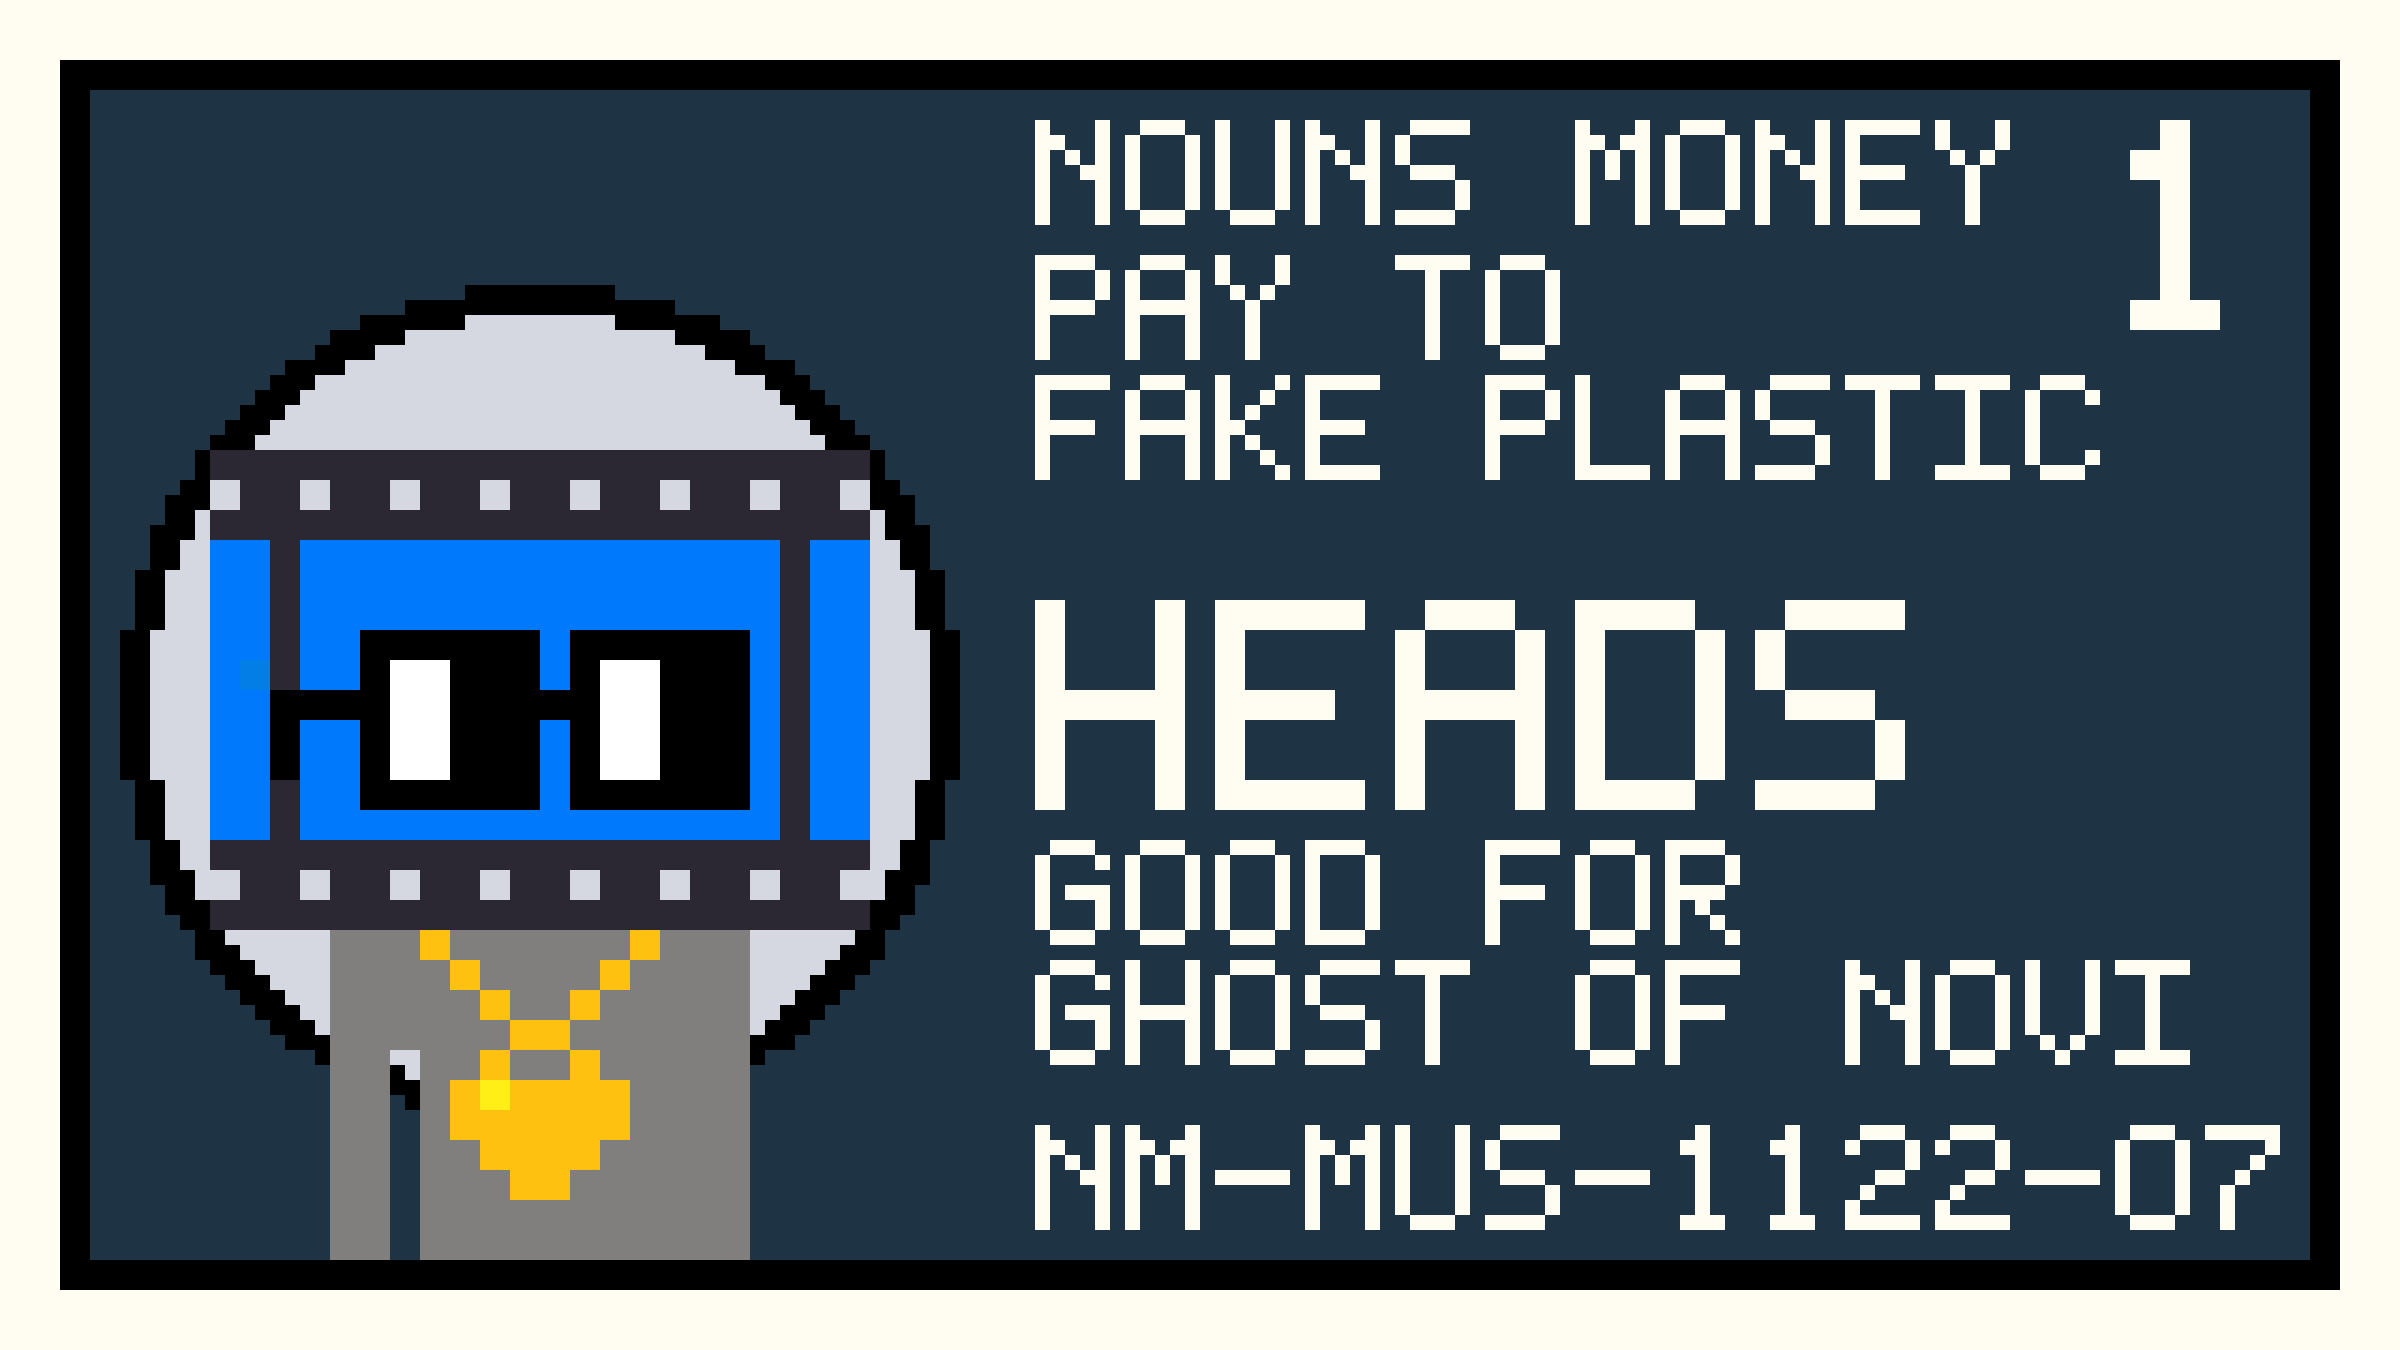 NOUNS MONEY 1
PAY TO
FAKE PLASTIC
HEADS
GOOD FOR
GHOST OF NOVI
NM-MUS-1122-07